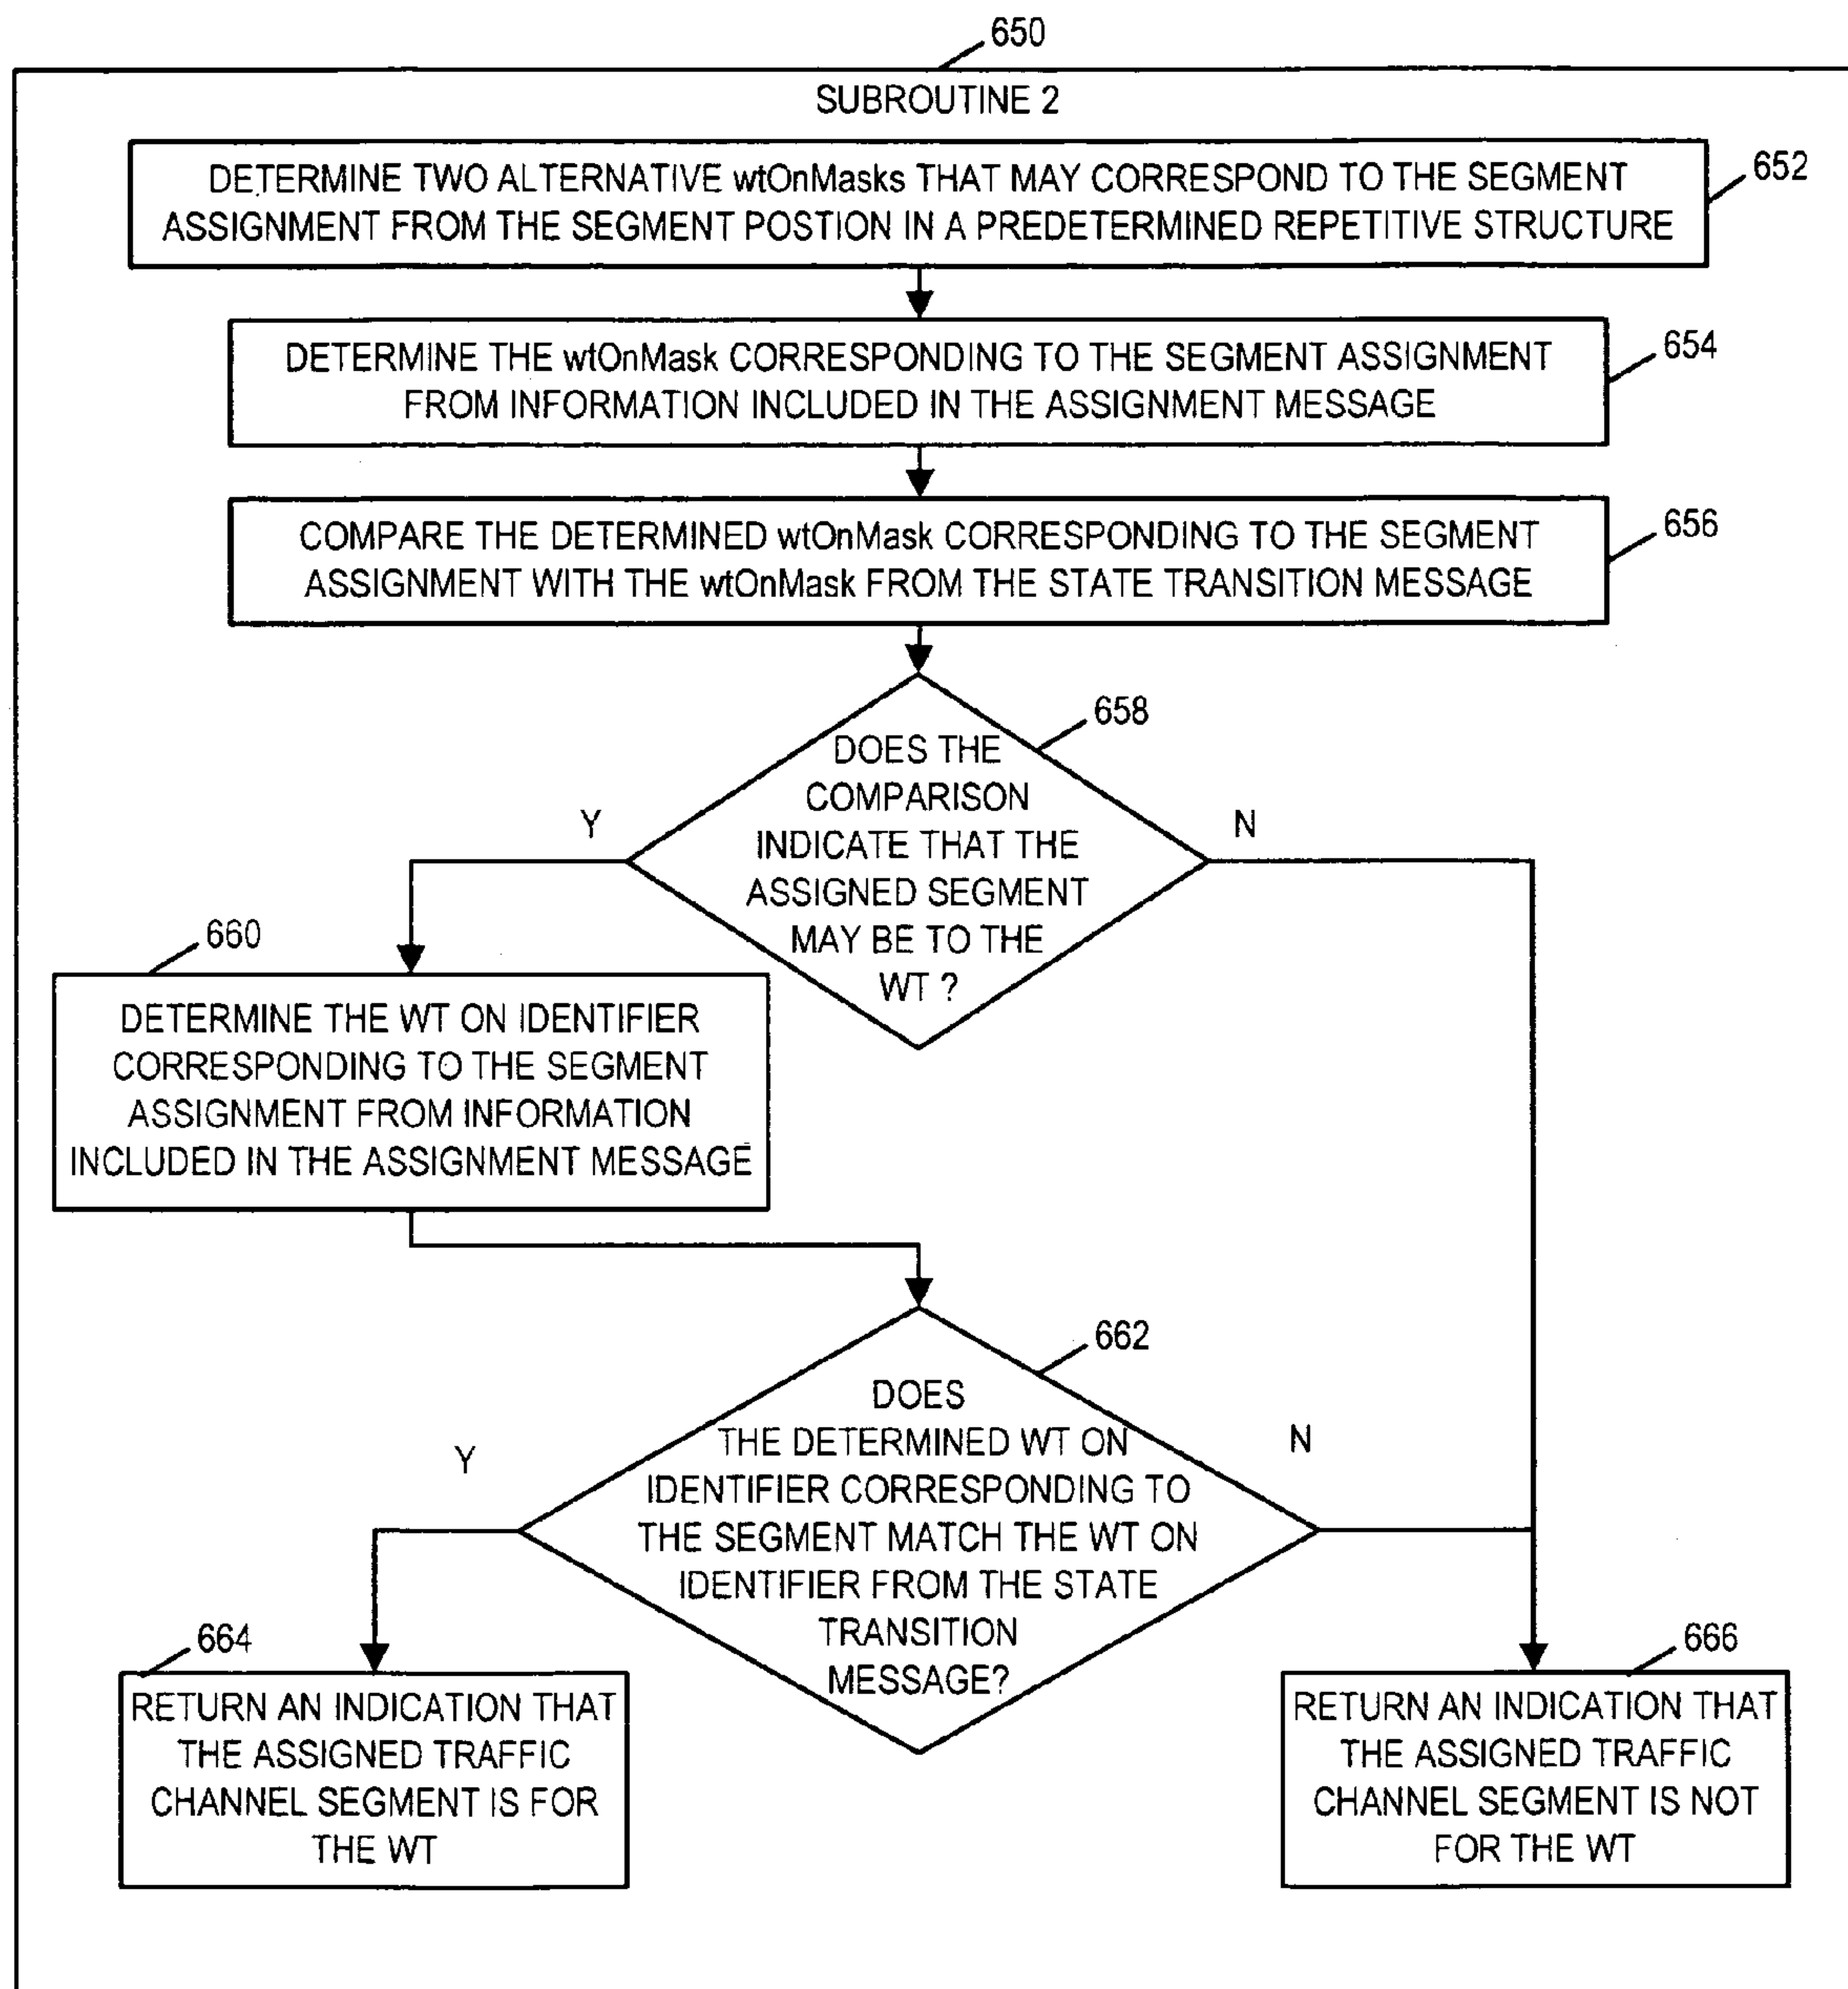 650
SUBROUTINE 2
DETERMINE TWO ALTERNATIVE wtOnMasks THAT MAY CORRESPOND TO THE SEGMENT
ASSIGNMENT FROM THE SEGMENT POSTION IN A PREDETERMINED REPETITIVE STRUCTURE
652
DETERMINE THE wtOnMask CORRESPONDING TO THE SEGMENT ASSIGNMENT
FROM INFORMATION INCLUDED IN THE ASSIGNMENT MESSAGE
654
COMPARE THE DETERMINED wtOnMask CORRESPONDING TO THE SEGMENT
ASSIGNMENT WITH THE wtOnMask FROM THE STATE TRANSITION MESSAGE
656
658
DOES THE
COMPARISON
INDICATE THAT THE
ASSIGNED SEGMENT
MAY BE TO THE
WT ?
Y
N
660
DETERMINE THE WT ON IDENTIFIER
CORRESPONDING TO THE SEGMENT
ASSIGNMENT FROM INFORMATION
INCLUDED IN THE ASSIGNMENT MESSAGE
662
DOES
THE DETERMINED WT ON
IDENTIFIER CORRESPONDING TO
THE SEGMENT MATCH THE WT ON
IDENTIFIER FROM THE STATE
TRANSITION
MESSAGE?
Y
N
664
RETURN AN INDICATION THAT
THE ASSIGNED TRAFFIC
CHANNEL SEGMENT IS FOR
THE WT
666
RETURN AN INDICATION THAT
THE ASSIGNED TRAFFIC
CHANNEL SEGMENT IS NOT
FOR THE WT